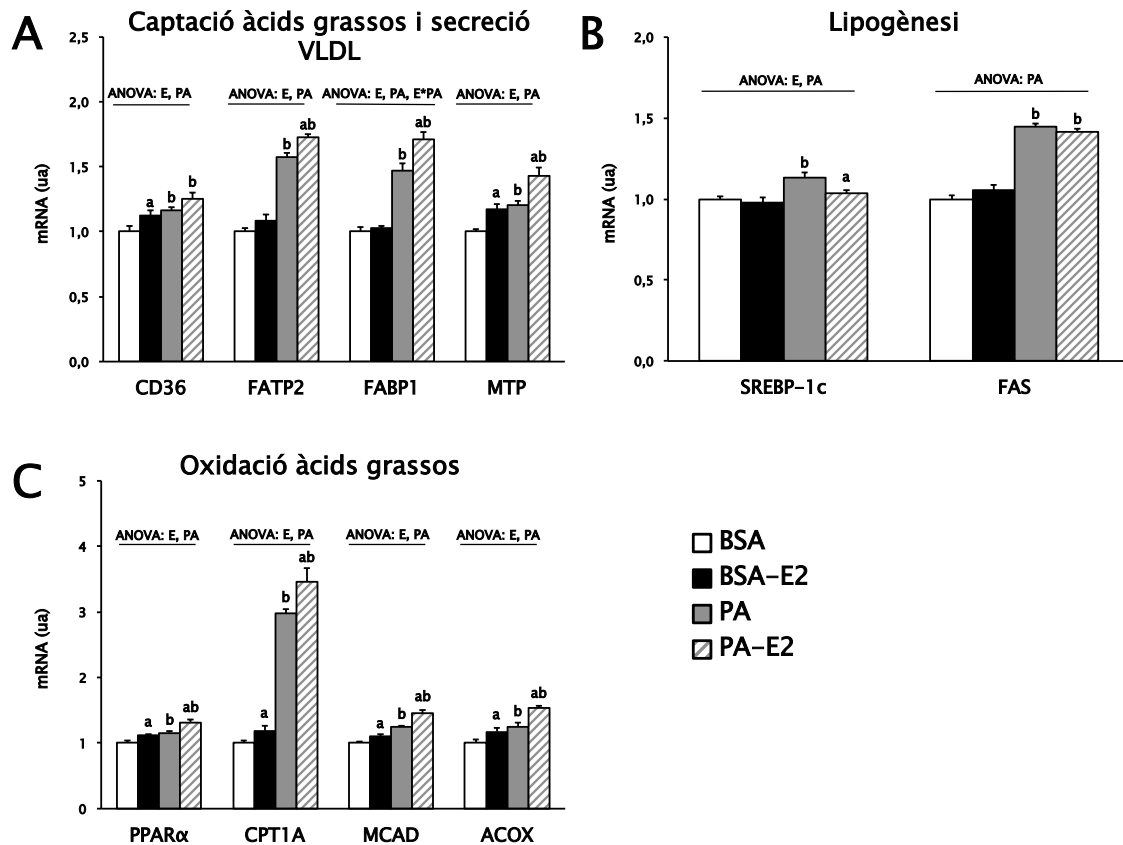 A
Captació àcids grassos i secreció
VLDL
2,5
2,0
1,5
1,0
0,5
0,0
mRNA (ua)
ANOVA: E, PA
ANOVA: E, PA
ANOVA: E, PA, E*PA
ANOVA: E, PA
a
b
b
b
ab
b
ab
a
b
ab
CD36
FATP2
FABP1
MTP
B
Lipogènesi
2,0
1,5
1,0
0,5
0,0
mRNA (ua)
ANOVA: E, PA
ANOVA: PA
b
a
b
b
SREBP-1c
FAS
C
Oxidació àcids grassos
5
4
3
2
1
0
mRNA (ua)
ANOVA: E, PA
ANOVA: E, PA
ANOVA: E, PA
ANOVA: E, PA
a
b
ab
a
b
ab
a
b
ab
a
b
ab
PPARα
CPT1A
MCAD
ACOX
BSA
BSA-E2
PA
PA-E2